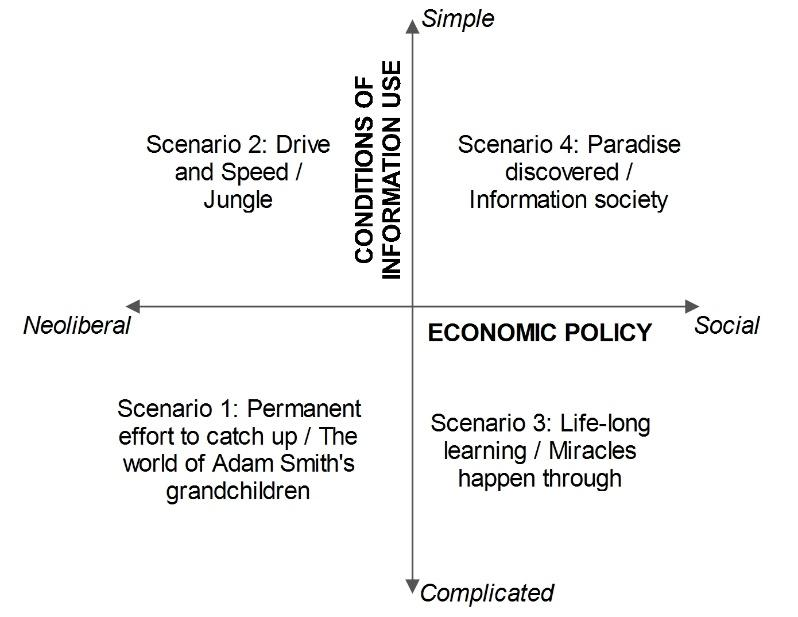 Simple
CONDITIONS OF
INFORMATION USE
Scenario 2: Drive
and Speed /
Jungle
Scenario 4: Paradise
discovered /
Information society
Neoliberal
ECONOMIC POLICY
Social
Scenario 1: Permanent
effort to catch up / The
world of Adam Smith's
grandchildren
Scenario 3: Life-long
learning / Miracles
happen through
Complicated